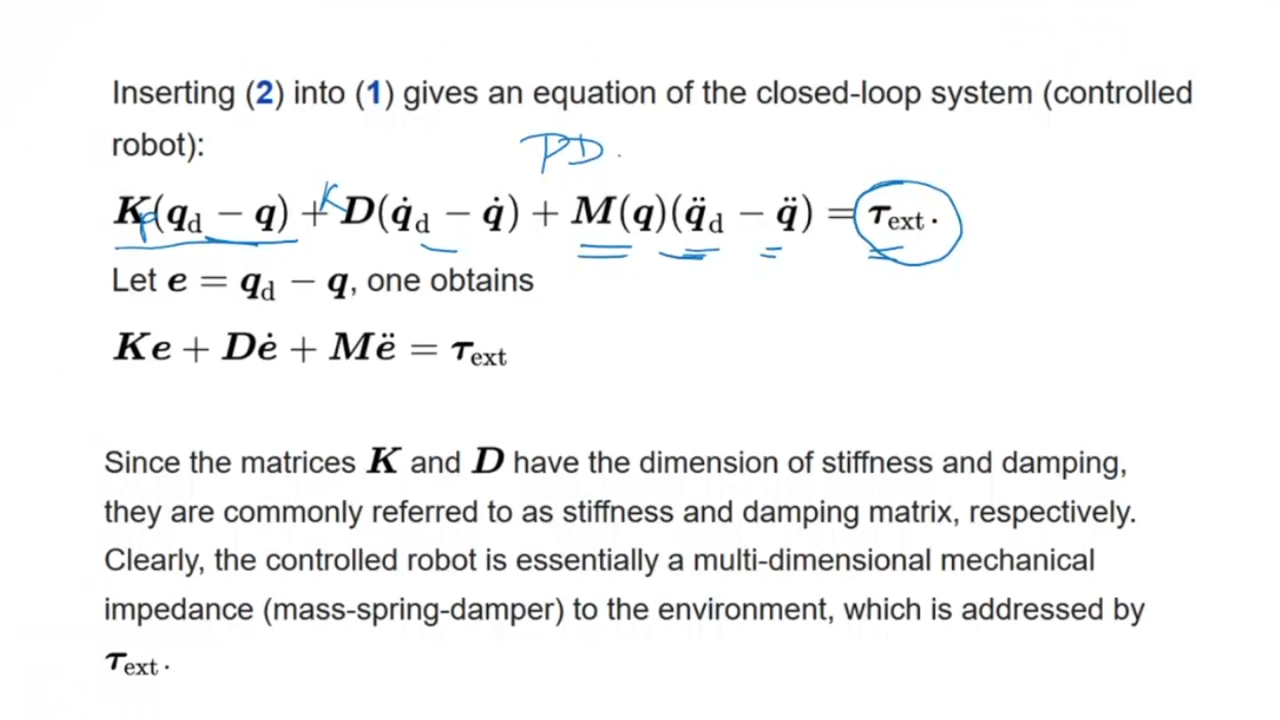 Inserting (2) into (1) gives an equation of the closed-loop system (controlled
robot):
PD.
K_p(q_d − q) + K D(q̇_d − q̇) + M(q)(q̈_d − q̈) = τ_ext.
Let e = q_d − q, one obtains
Ke + Dė + Më = τ_ext
Since the matrices K and D have the dimension of stiffness and damping,
they are commonly referred to as stiffness and damping matrix, respectively.
Clearly, the controlled robot is essentially a multi-dimensional mechanical
impedance (mass-spring-damper) to the environment, which is addressed by
τ_ext.